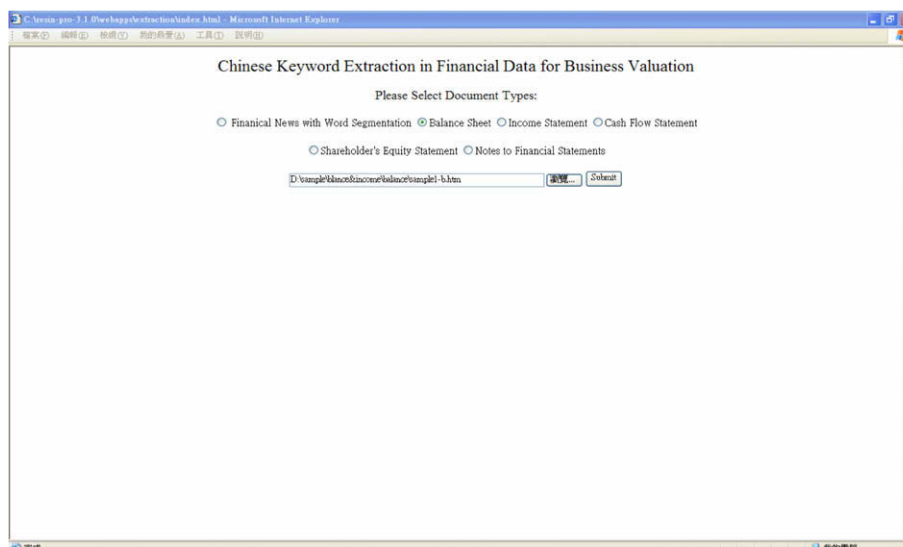 C:\resin-pro-3.1.0\webapps\extraction\index.html - Microsoft Internet Explorer
檔案(F) 編輯(E) 檢視(V) 我的最愛(A) 工具(T) 說明(H)
Chinese Keyword Extraction in Financial Data for Business Valuation
Please Select Document Types:
Finanical News with Word Segmentation Balance Sheet Income Statement Cash Flow Statement
Shareholder's Equity Statement Notes to Financial Statements
D:\sample\blance&income\balance\sample1-b.htm 瀏覽... Submit